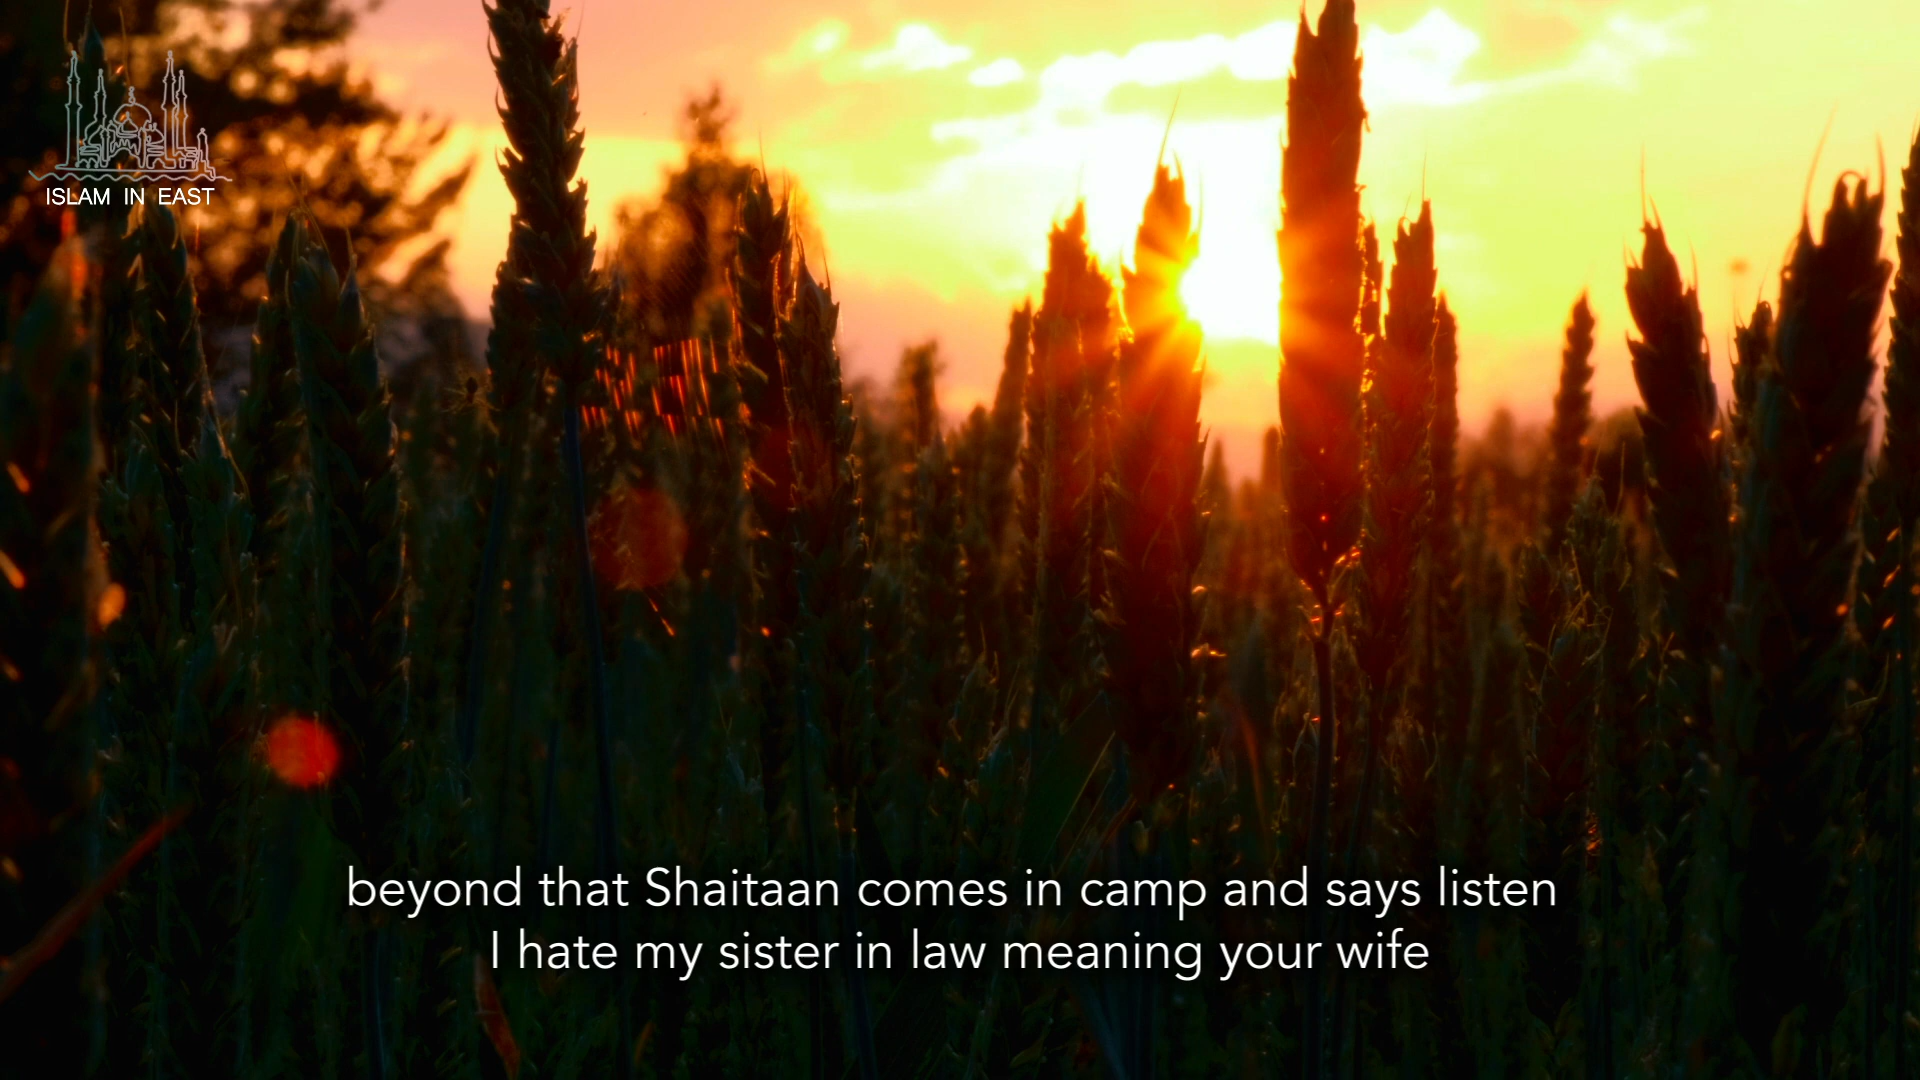 ISLAM IN EAST
beyond that Shaitaan comes in camp and says listen
I hate my sister in law meaning your wife